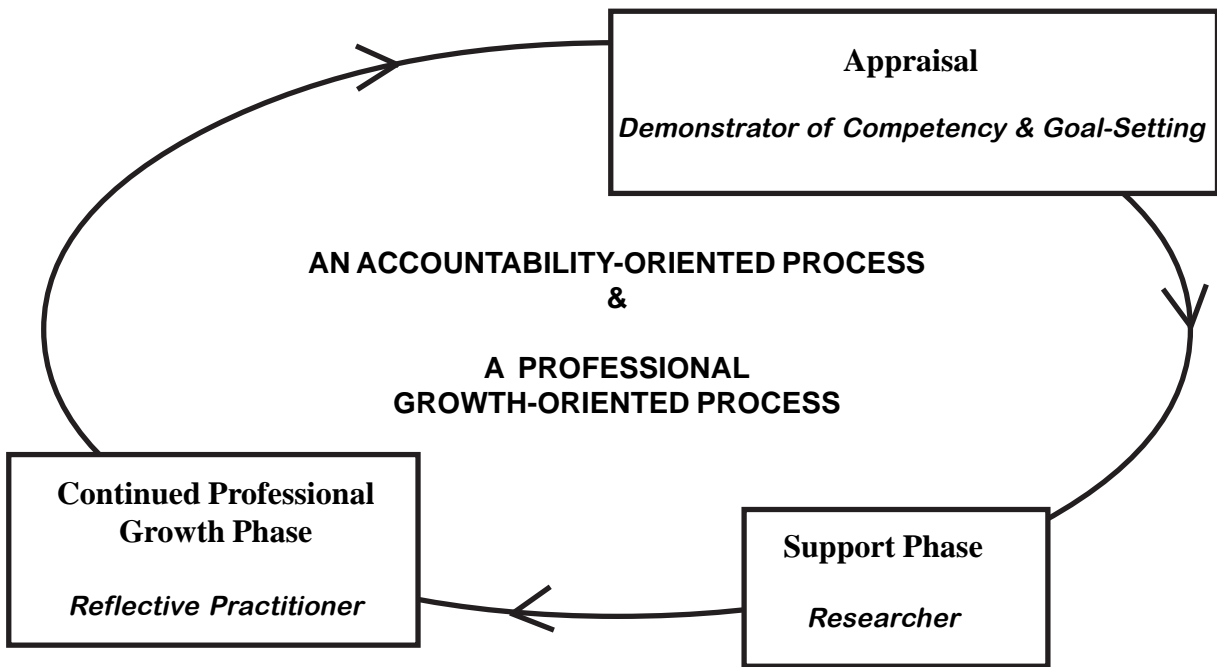 Appraisal
Demonstrator of Competency & Goal-Setting
AN ACCOUNTABILITY-ORIENTED PROCESS
&
A PROFESSIONAL
GROWTH-ORIENTED PROCESS
Continued Professional
Growth Phase
Reflective Practitioner
Support Phase
Researcher